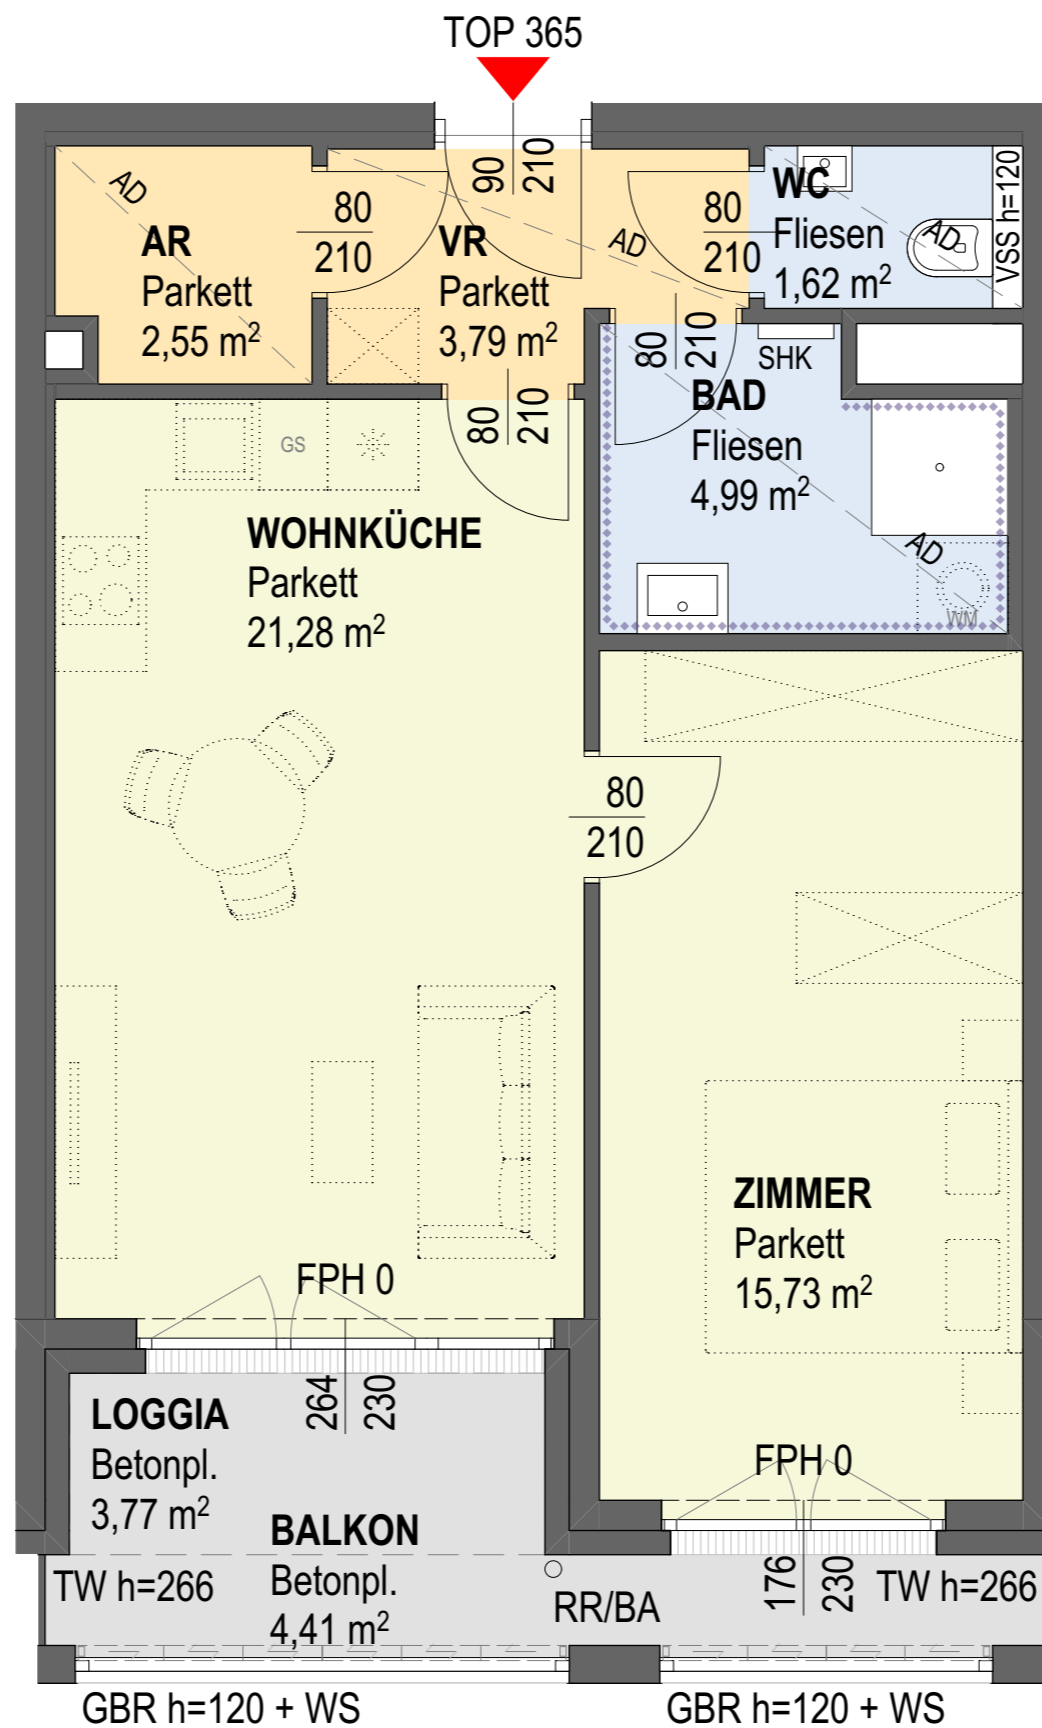 TOP 365
90
210
AD
AR
Parkett
2,55 m²
80
210
VR
Parkett
3,79 m²
AD
80
210
WC
Fliesen
1,62 m²
AD
VSS h=120
80
210
80
210
SHK
BAD
Fliesen
4,99 m²
AD
WM
GS
WOHNKÜCHE
Parkett
21,28 m²
80
210
ZIMMER
Parkett
15,73 m²
FPH 0
264
230
LOGGIA
Betonpl.
3,77 m²
FPH 0
176
230
BALKON
Betonpl.
4,41 m²
TW h=266
RR/BA
TW h=266
GBR h=120 + WS
GBR h=120 + WS